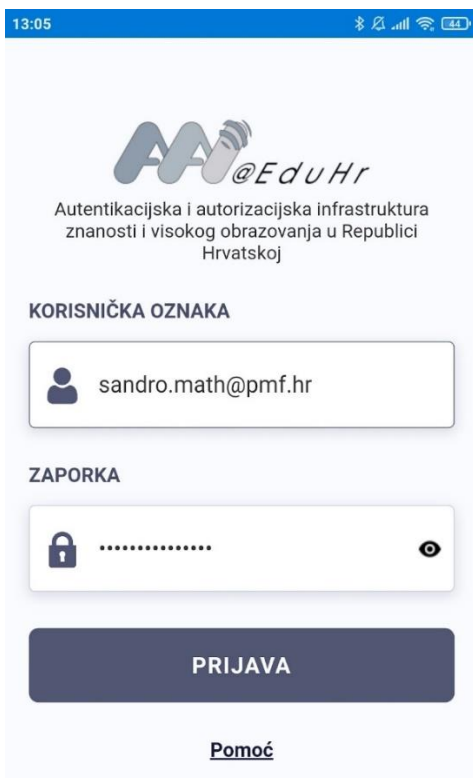 13:05
44
AAI@EduHr
Autentikacijska i autorizacijska infrastruktura
znanosti i visokog obrazovanja u Republici
Hrvatskoj
KORISNIČKA OZNAKA
sandro.math@pmf.hr
ZAPORKA
•••••••••••••••
PRIJAVA
Pomoć